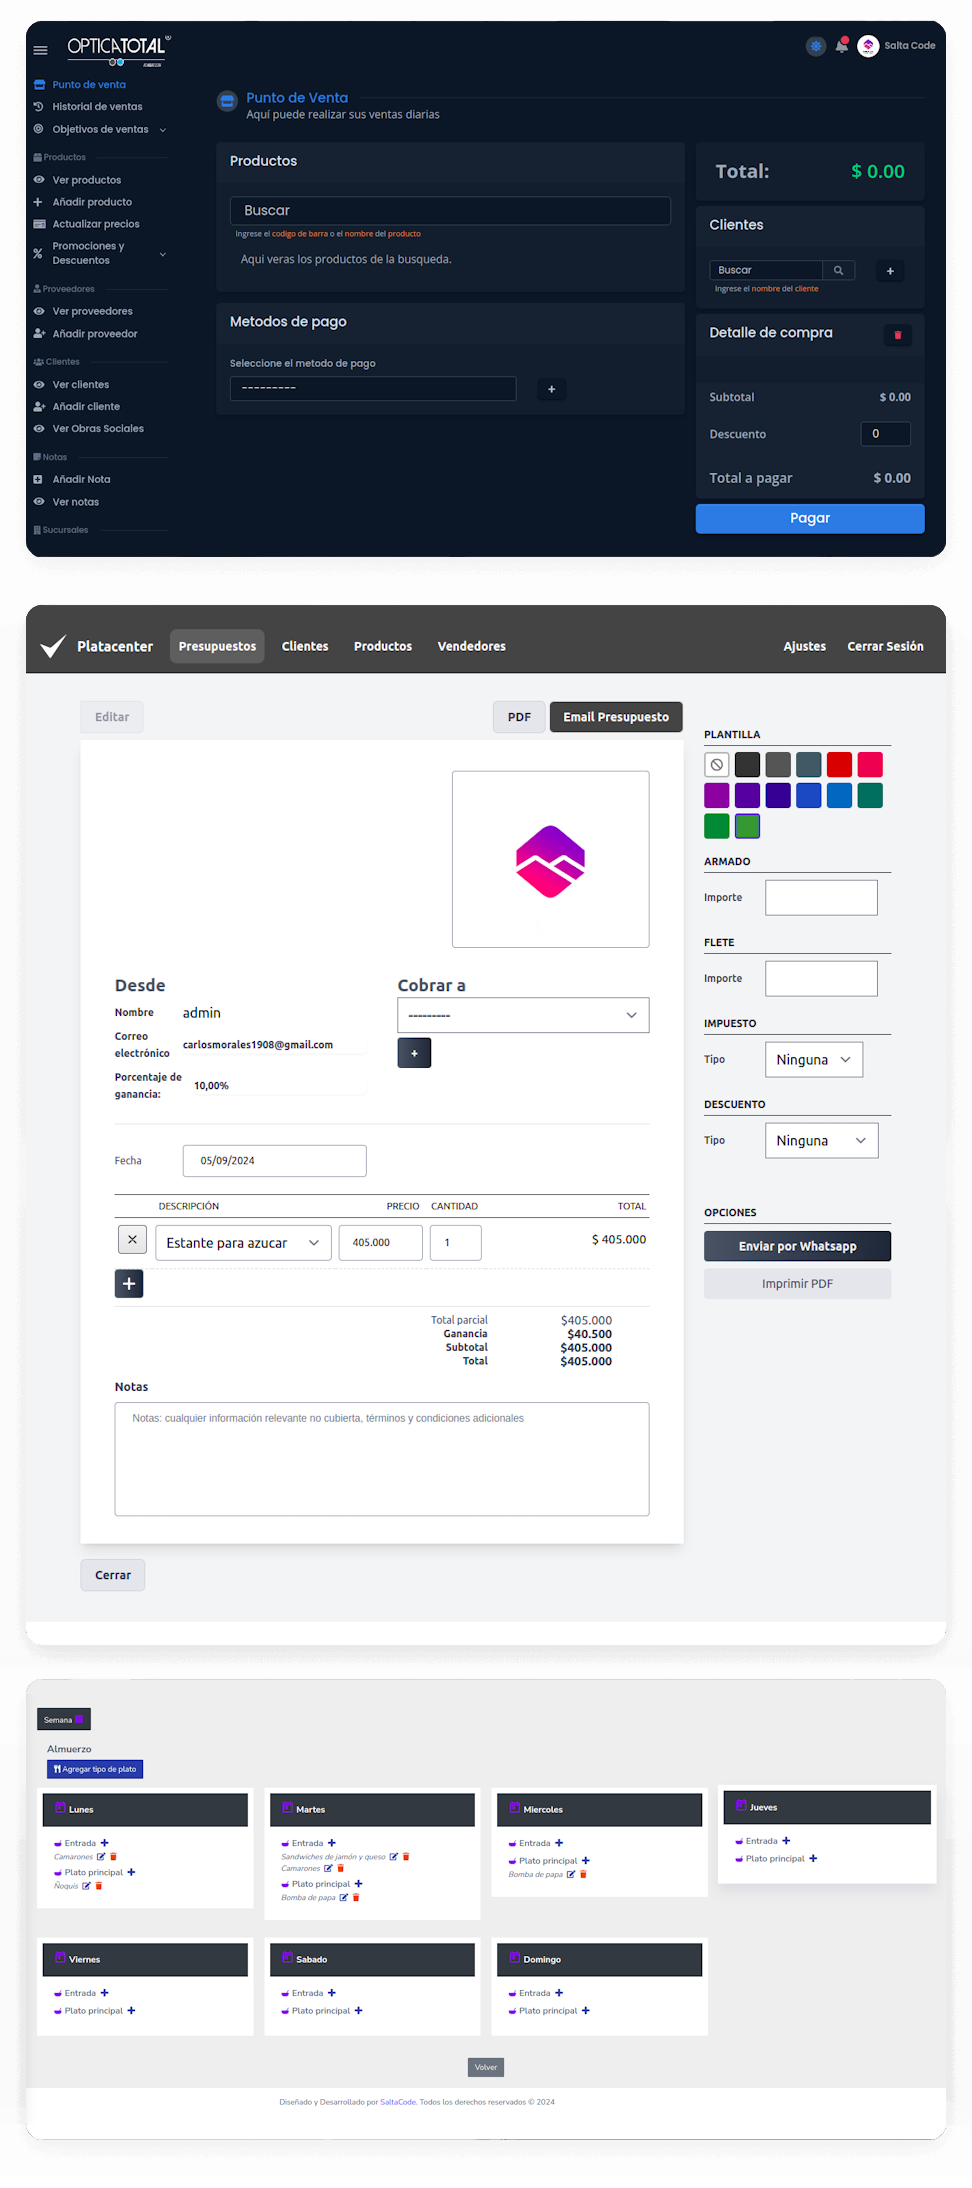 OPTICATOTAL
Salta Code
Punto de venta
Historial de ventas
Objetivos de ventas
Productos
Ver productos
Añadir producto
Actualizar precios
Promociones y
Descuentos
Proveedores
Ver proveedores
Añadir proveedor
Clientes
Ver clientes
Añadir cliente
Ver Obras Sociales
Notas
Añadir Nota
Ver notas
Sucursales
Punto de Venta
Aquí puede realizar sus ventas diarias
Productos
Buscar
Ingrese el codigo de barra o el nombre del producto
Aqui veras los productos de la busqueda.
Metodos de pago
Seleccione el metodo de pago
---------
+
Total: $ 0.00
Clientes
Buscar
+
Ingrese el nombre del cliente
Detalle de compra
Subtotal $ 0.00
Descuento 0
Total a pagar $ 0.00
Pagar
Platacenter Presupuestos Clientes Productos Vendedores Ajustes Cerrar Sesión
Editar PDF Email Presupuesto
Desde
Nombre admin
Correo
electrónico carlosmorales1908@gmail.com
Porcentaje de
ganancia: 10,00%
Cobrar a
---------
+
Fecha 05/09/2024
DESCRIPCIÓN PRECIO CANTIDAD TOTAL
Estante para azucar 405.000 1 $ 405.000
+
Total parcial $405.000
Ganancia $40.500
Subtotal $405.000
Total $405.000
Notas
Notas: cualquier información relevante no cubierta, términos y condiciones adicionales
Cerrar
PLANTILLA
ARMADO
Importe
FLETE
Importe
IMPUESTO
Tipo Ninguna
DESCUENTO
Tipo Ninguna
OPCIONES
Enviar por Whatsapp
Imprimir PDF
Semana
Almuerzo
Agregar tipo de plato
Lunes
Entrada +
Camarones
Plato principal +
Ñoquis
Martes
Entrada +
Sandwiches de jamón y queso
Camarones
Plato principal +
Bomba de papa
Miercoles
Entrada +
Plato principal +
Bomba de papa
Jueves
Entrada +
Plato principal +
Viernes
Entrada +
Plato principal +
Sabado
Entrada +
Plato principal +
Domingo
Entrada +
Plato principal +
Volver
Diseñado y Desarrollado por SaltaCode. Todos los derechos reservados © 2024